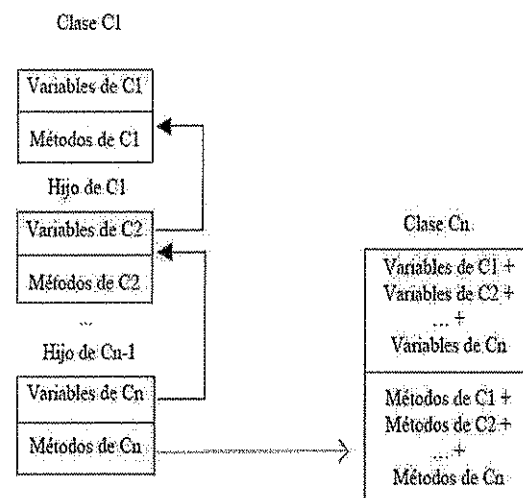 Clase C1
Variables de C1
Métodos de C1
Hijo de C1
Variables de C2
Métodos de C2
...
Hijo de Cn-1
Variables de Cn
Métodos de Cn
Clase Cn
Variables de C1 +
Variables de C2 +
... +
Variables de Cn
Métodos de C1 +
Métodos de C2 +
... +
Métodos de Cn